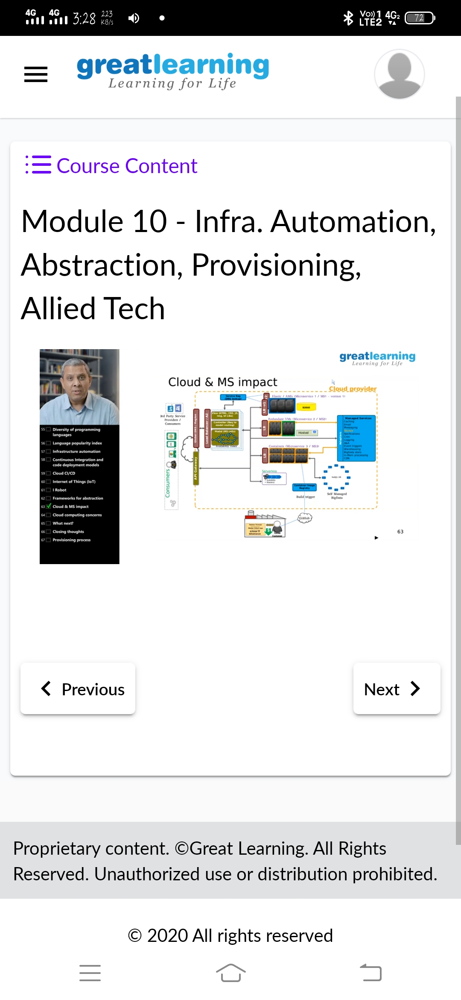 4G 4G 3:28 223 KB/s
Vo)) 1 LTE2 4G2 72
greatlearning
Learning for Life
Course Content
Module 10 - Infra. Automation,
Abstraction, Provisioning,
Allied Tech
greatlearning
Learning for Life
Cloud & MS impact
Cloud provider
Service Reg
(DNS lookup)
LB -v1
Elastic / AMIs (Microservice 1 / MS1 - version 1)
3rd Party Service
Providers /
Consumers
Global DNS / Region
Load Balancer / AZ
View (HTML, CSS, JS,
Img, UI Libs)
Controller (Req to
model routing)
Model (MS calls)
Availability Zones
LB
Redundant VMs (Microservice 2 / MS2)
Hosted
LB
Containers (Microservice 3 / MS3)
Adapters
Managed Services
Caching
Email
Messaging
Queue
Notifications
Cron
Logging
A&A
Event triggers
Warehousing
BigData store
In-Mem processing
CDN
API Gateway
Consumers
Serverless
Scalability
Elasticity
Container Image
Registry
Build trigger
NoSQL DB
Self Managed
BigData
GitHub
Cloud
Customer
63
55 Diversity of programming
languages
56 Language popularity index
57 Infrastructure automation
58 Continuous Integration and
code deployment models
59 Cloud CI/CD
60 Internet of Things (IoT)
61 I Robot
62 Frameworks for abstraction
63 Cloud & MS impact
64 Cloud computing concerns
65 What next?
66 Closing thoughts
67 Provisioning process
Previous
Next
Proprietary content. ©Great Learning. All Rights
Reserved. Unauthorized use or distribution prohibited.
© 2020 All rights reserved